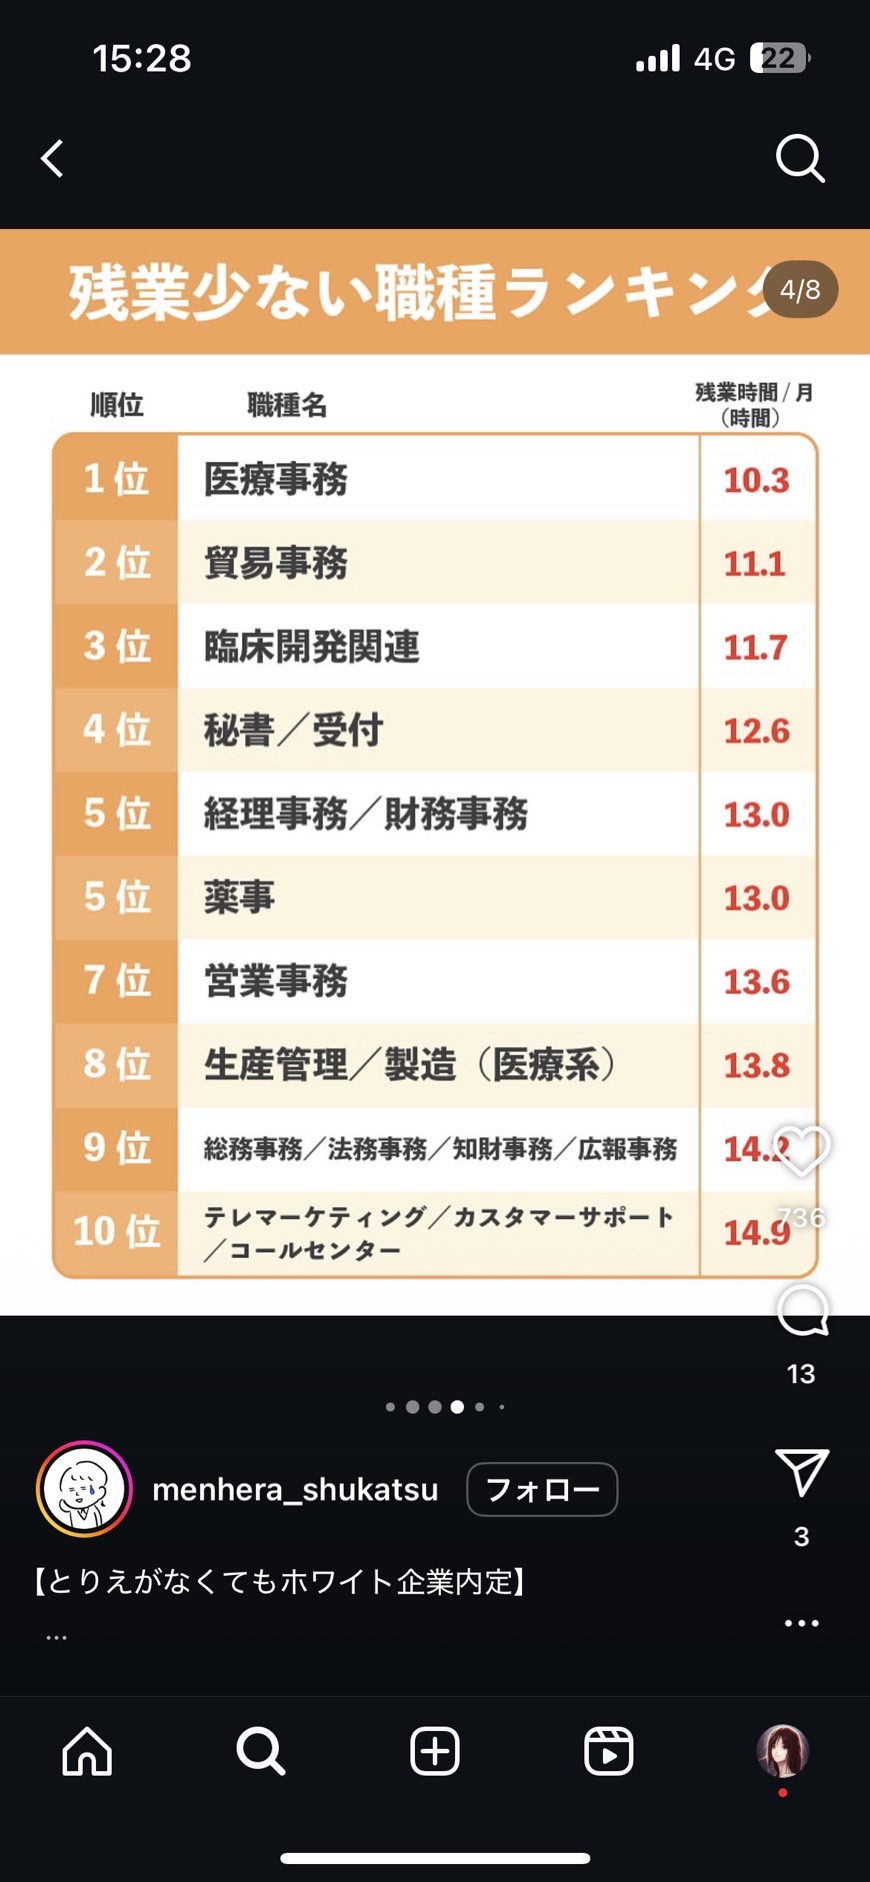 15:28
4G 22
残業少ない職種ランキング
4/8
順位 職種名 残業時間 / 月
（時間）
1 位 医療事務 10.3
2 位 貿易事務 11.1
3 位 臨床開発関連 11.7
4 位 秘書／受付 12.6
5 位 経理事務／財務事務 13.0
5 位 薬事 13.0
7 位 営業事務 13.6
8 位 生産管理／製造（医療系） 13.8
9 位 総務事務／法務事務／知財事務／広報事務 14.2
10 位 テレマーケティング／カスタマーサポート
／コールセンター 14.9
736
13
menhera_shukatsu フォロー
3
【とりえがなくてもホワイト企業内定】
...